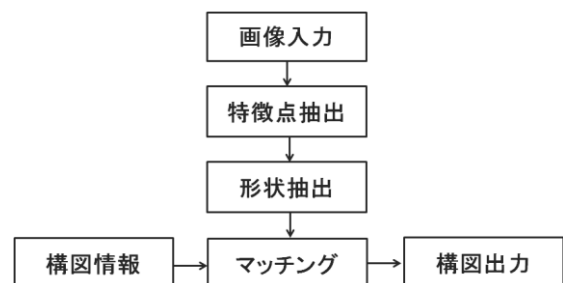 画像入力
特徴点抽出
形状抽出
構図情報
マッチング
構図出力